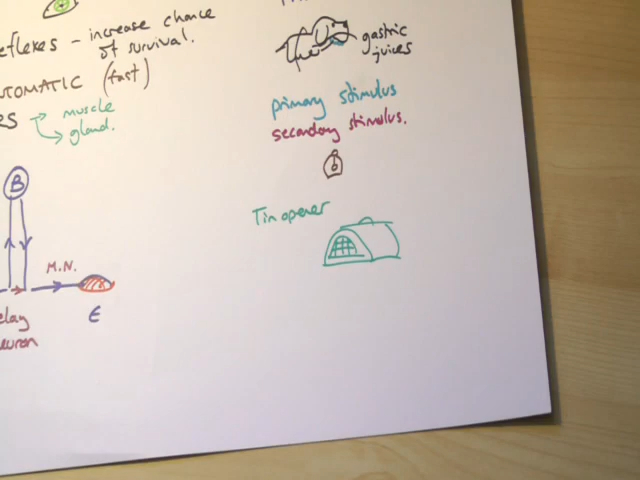 eflexes - increase chance
of survival.
UTOMATIC (fast)
ES muscle
gland.
B
M.N.
E
elay
euron
gastric
juices
primary stimulus
secondary stimulus.
Tin opener